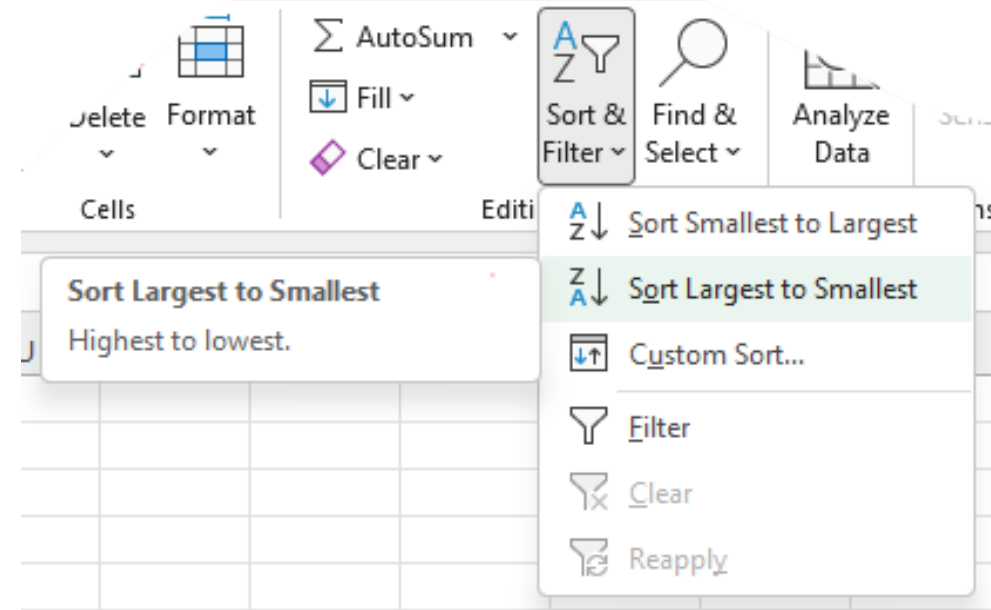 AutoSum
Format
Fill
Clear
Sort &
Filter
Find &
Select
Analyze
Data
Cells
Sort Smallest to Largest
Sort Largest to Smallest
Custom Sort...
Filter
Clear
Reapply
Sort Largest to Smallest
Highest to lowest.